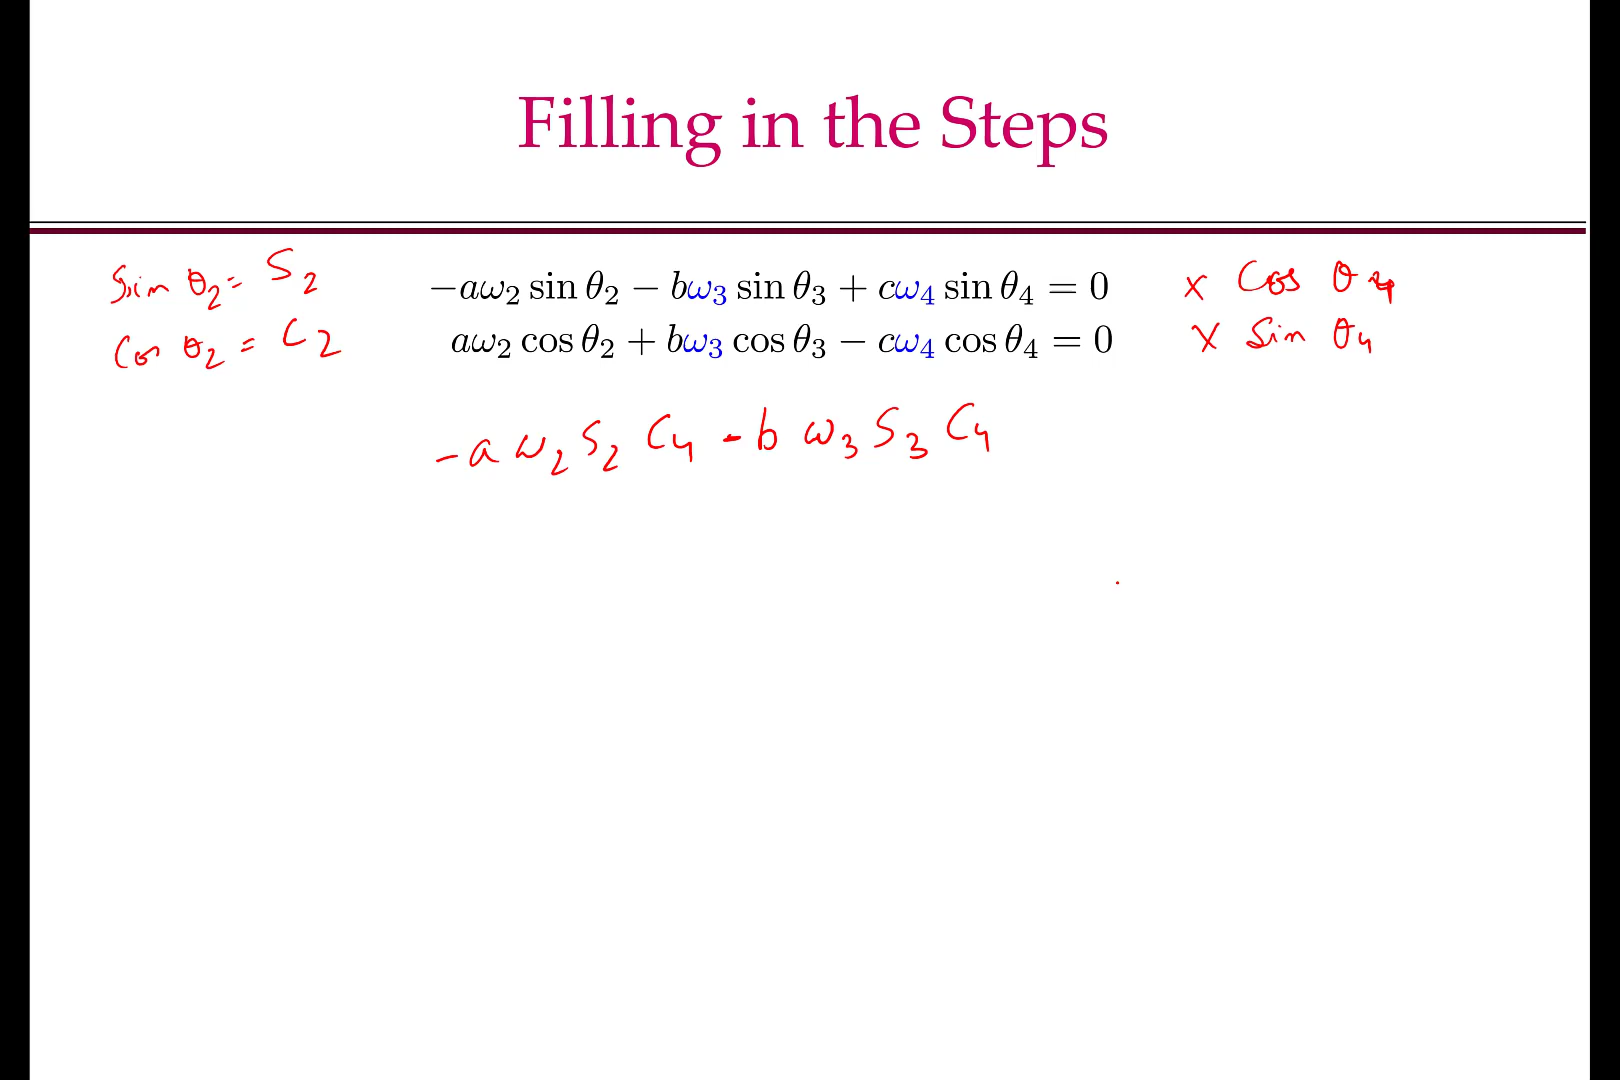 Filling in the Steps
Sin θ₂ = S₂
−aω₂ sin θ₂ − bω₃ sin θ₃ + cω₄ sin θ₄ = 0
× Cos θ₄
Cos θ₂ = C₂
aω₂ cos θ₂ + bω₃ cos θ₃ − cω₄ cos θ₄ = 0
× Sin θ₄
−a ω₂ S₂ C₄ − b ω₃ S₃ C₄